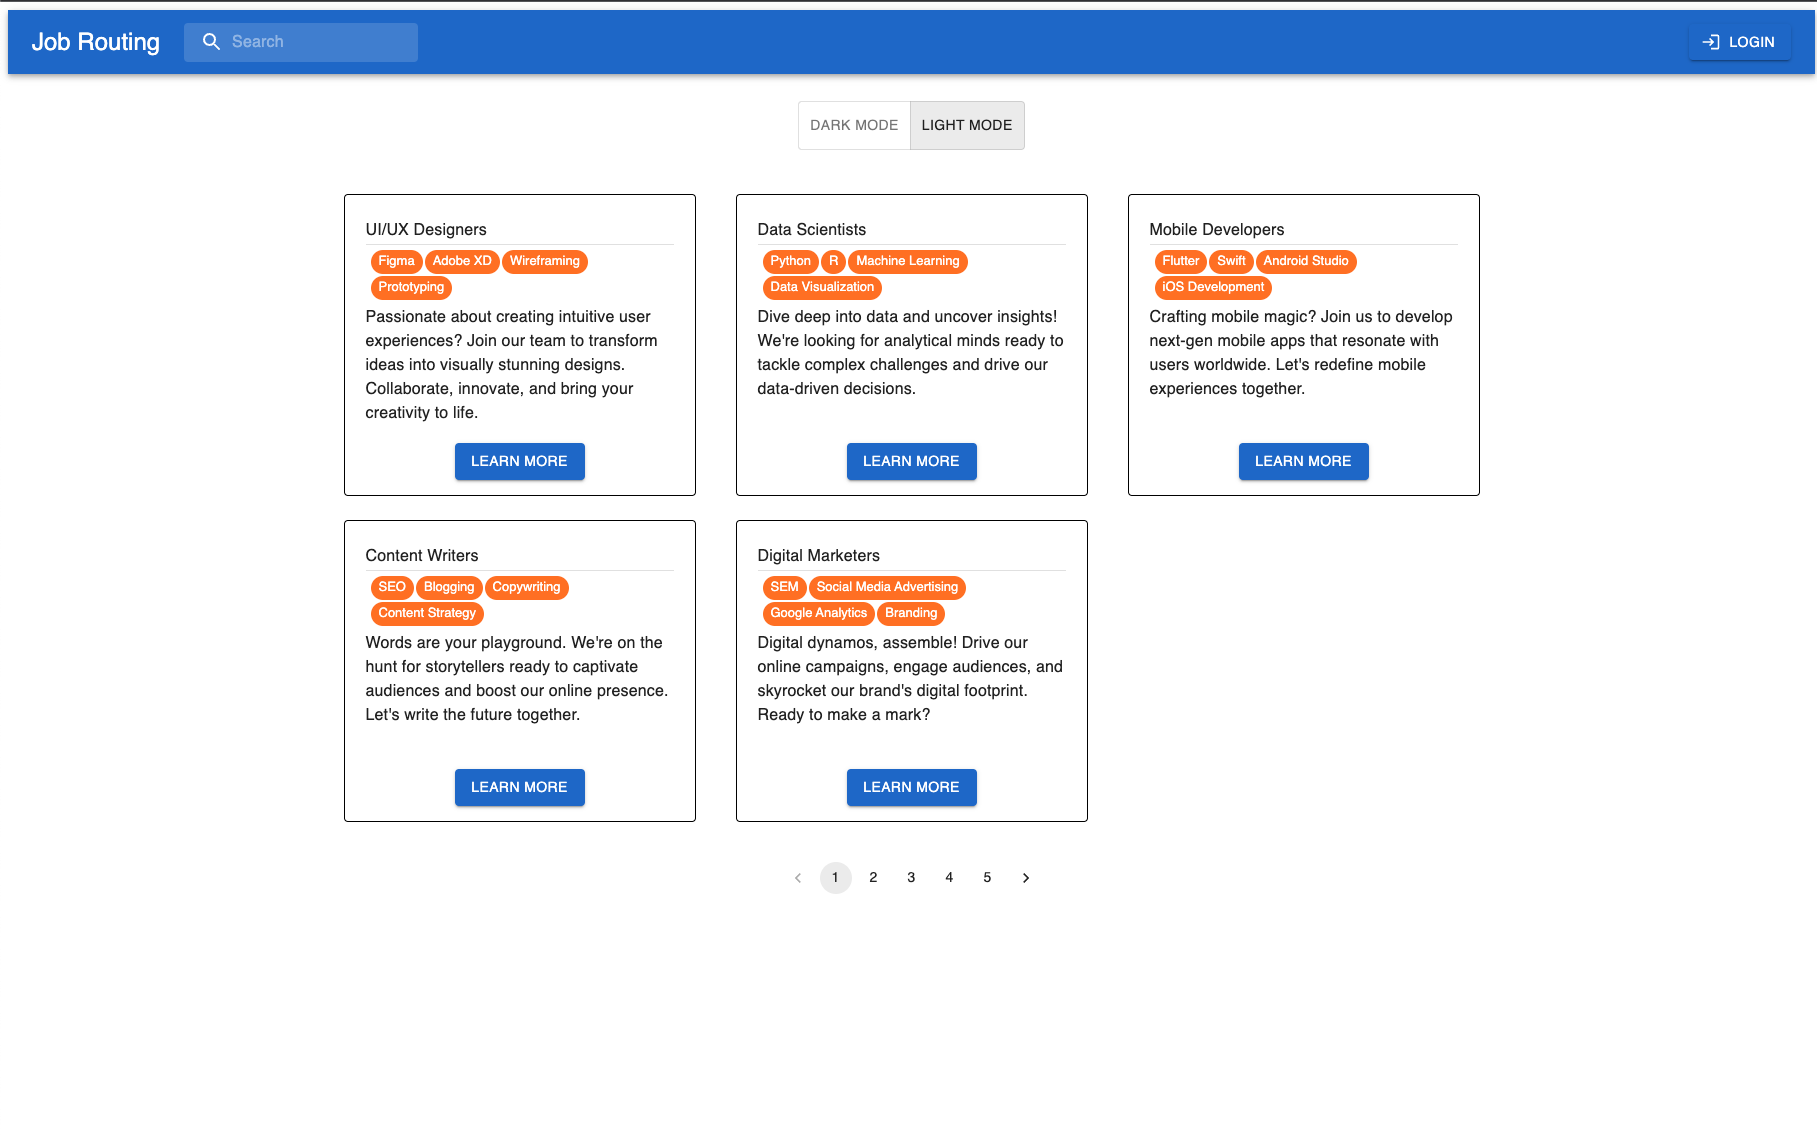 Job Routing
Search
LOGIN
DARK MODE
LIGHT MODE
UI/UX Designers
Figma Adobe XD Wireframing
Prototyping
Passionate about creating intuitive user
experiences? Join our team to transform
ideas into visually stunning designs.
Collaborate, innovate, and bring your
creativity to life.
LEARN MORE
Data Scientists
Python R Machine Learning
Data Visualization
Dive deep into data and uncover insights!
We're looking for analytical minds ready to
tackle complex challenges and drive our
data-driven decisions.
LEARN MORE
Mobile Developers
Flutter Swift Android Studio
iOS Development
Crafting mobile magic? Join us to develop
next-gen mobile apps that resonate with
users worldwide. Let's redefine mobile
experiences together.
LEARN MORE
Content Writers
SEO Blogging Copywriting
Content Strategy
Words are your playground. We're on the
hunt for storytellers ready to captivate
audiences and boost our online presence.
Let's write the future together.
LEARN MORE
Digital Marketers
SEM Social Media Advertising
Google Analytics Branding
Digital dynamos, assemble! Drive our
online campaigns, engage audiences, and
skyrocket our brand's digital footprint.
Ready to make a mark?
LEARN MORE
1 2 3 4 5